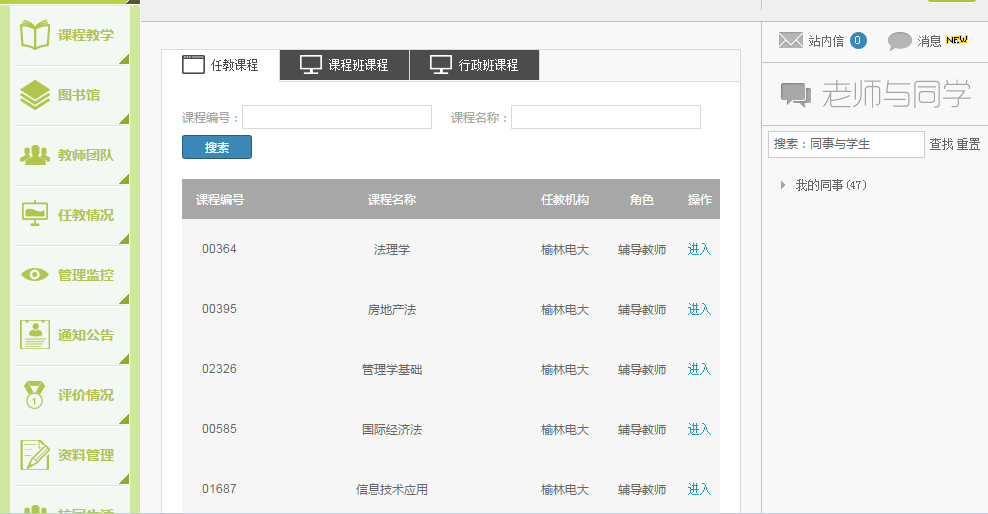 课程教学
图书馆
教师团队
任教情况
管理监控
通知公告
评价情况
1
资料管理
任教课程
课程班课程
行政班课程
课程编号：
课程名称：
搜索
课程编号 课程名称 任教机构 角色 操作
00364 法理学 榆林电大 辅导教师 进入
00395 房地产法 榆林电大 辅导教师 进入
02326 管理学基础 榆林电大 辅导教师 进入
00585 国际经济法 榆林电大 辅导教师 进入
01687 信息技术应用 榆林电大 辅导教师 进入
站内信 0 消息 NEW
老师与同学
搜索：同事与学生 查找 重置
我的同事(47)